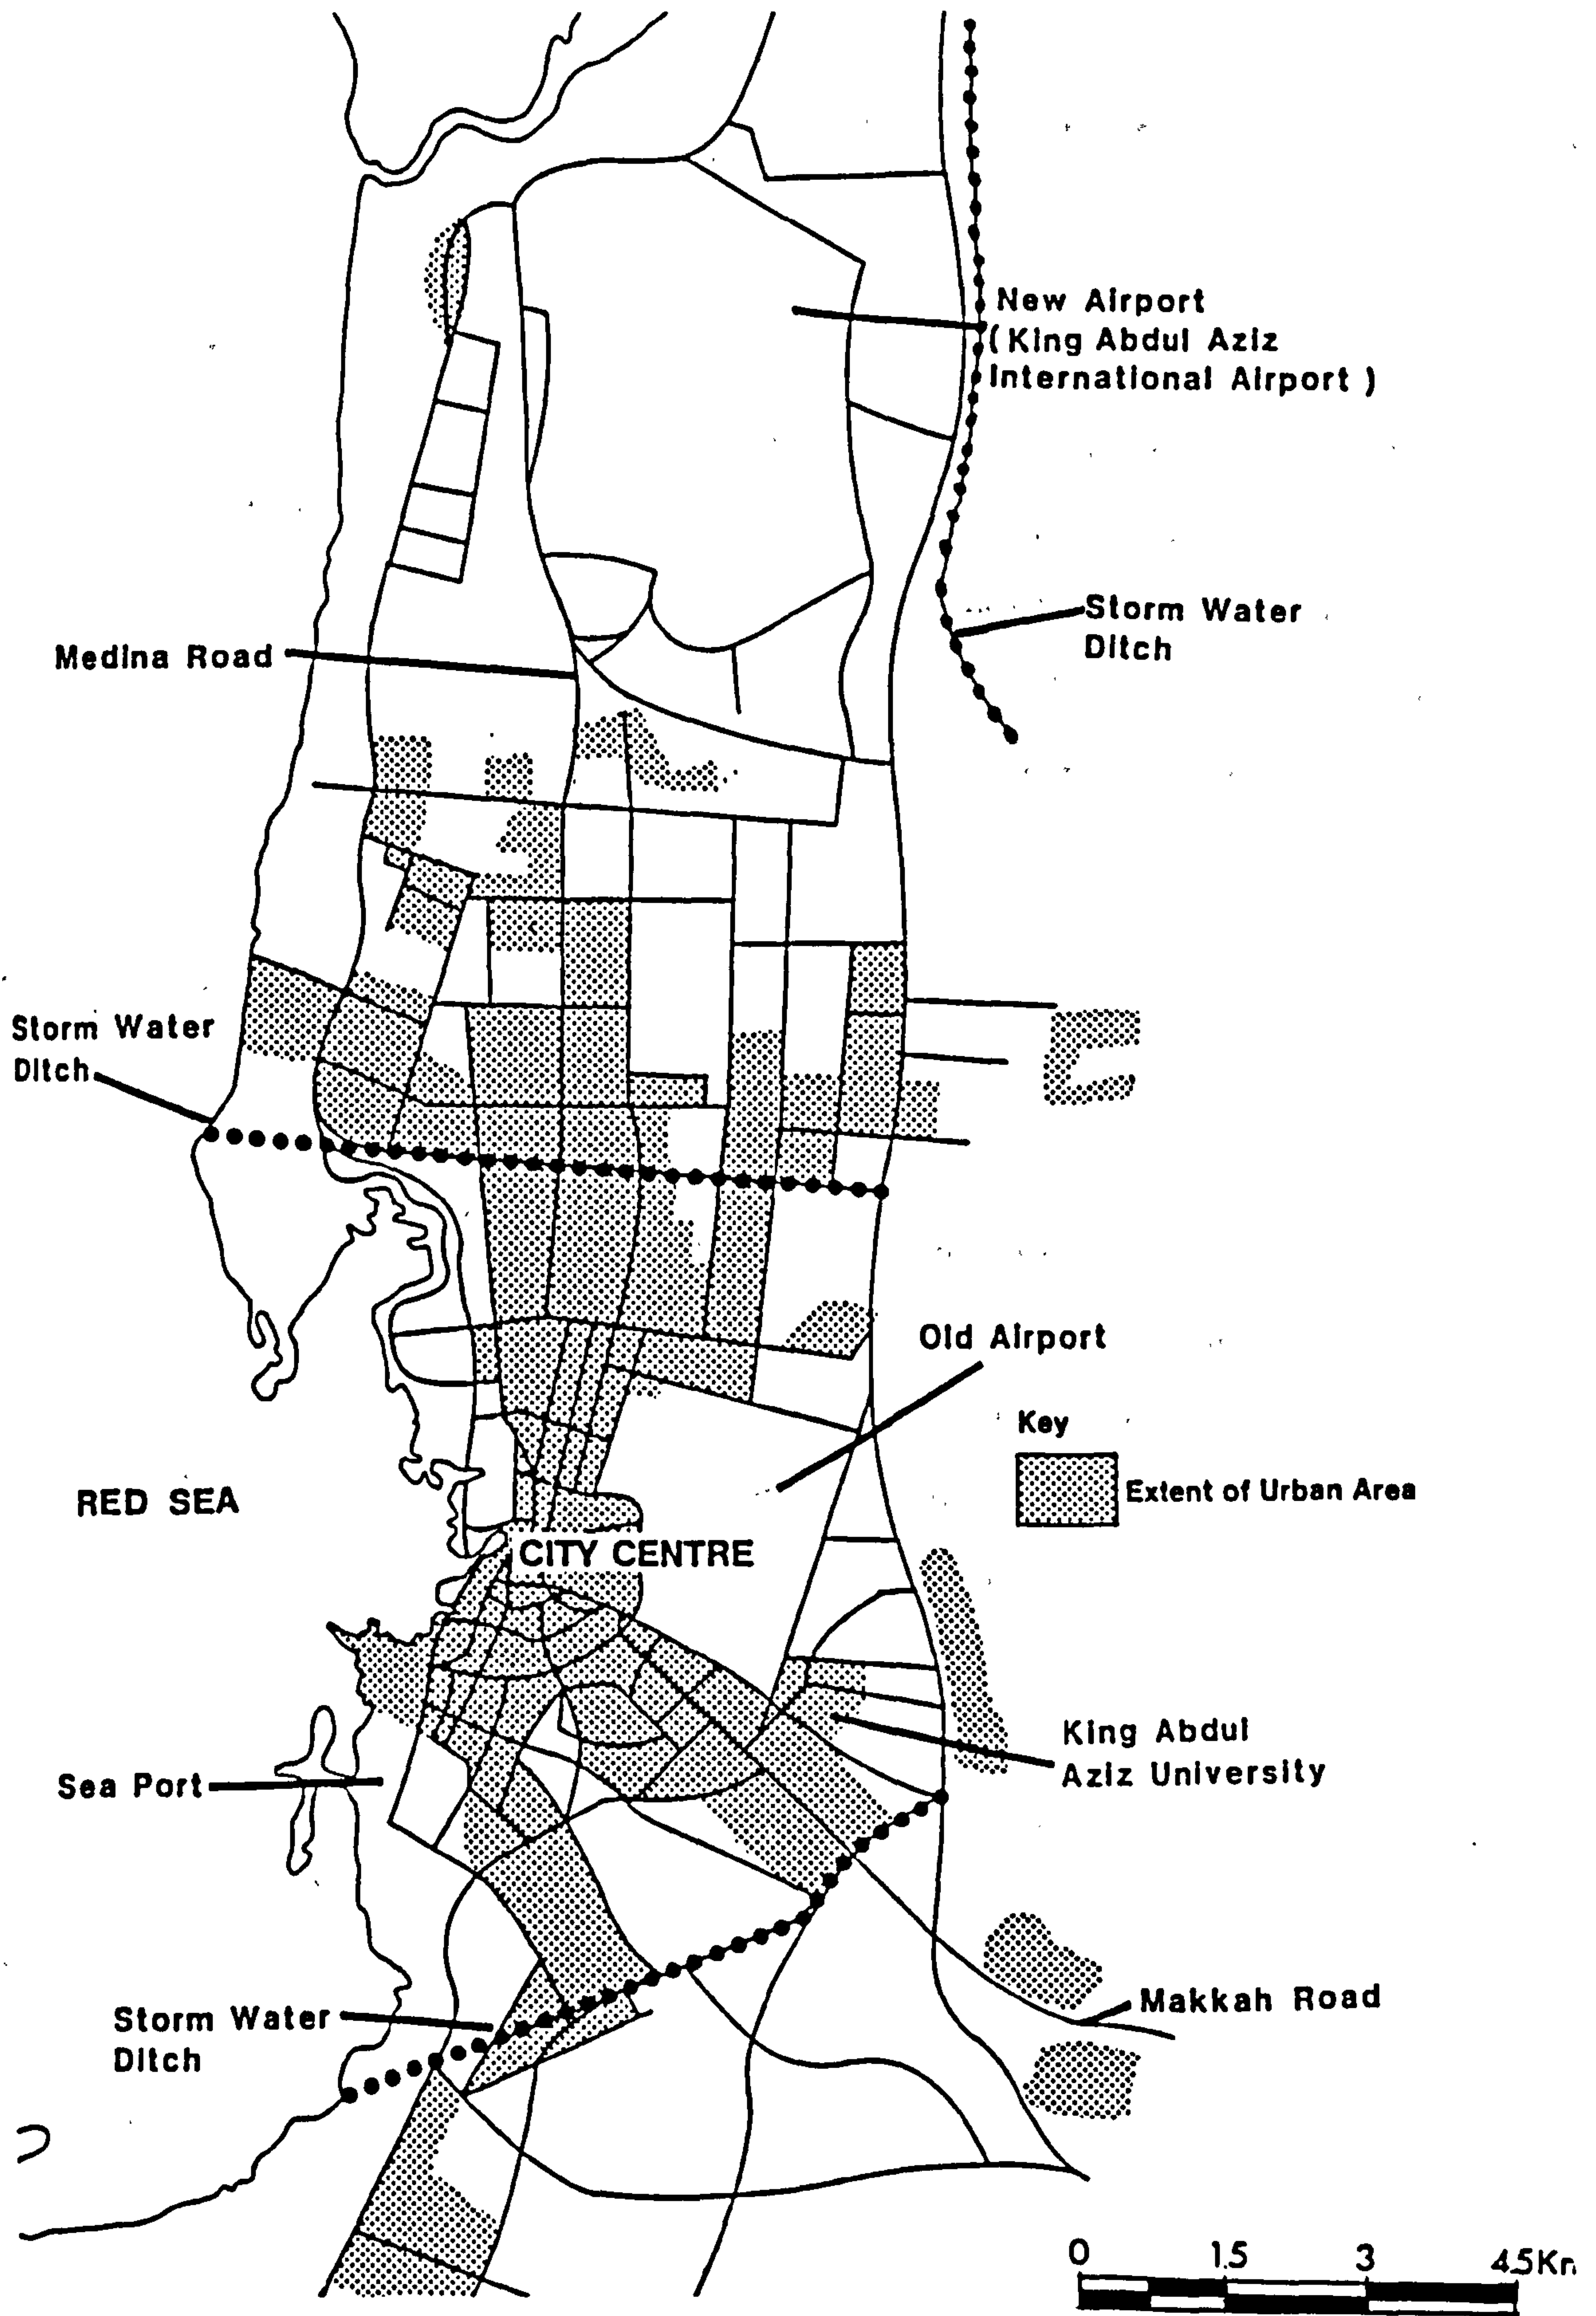 New Airport
(King Abdul Aziz
International Airport )
Storm Water
Ditch
Medina Road
Storm Water
Ditch
Old Airport
Key
Extent of Urban Area
RED SEA
CITY CENTRE
King Abdul
Aziz University
Sea Port
Makkah Road
Storm Water
Ditch
0 1.5 3 4.5Km